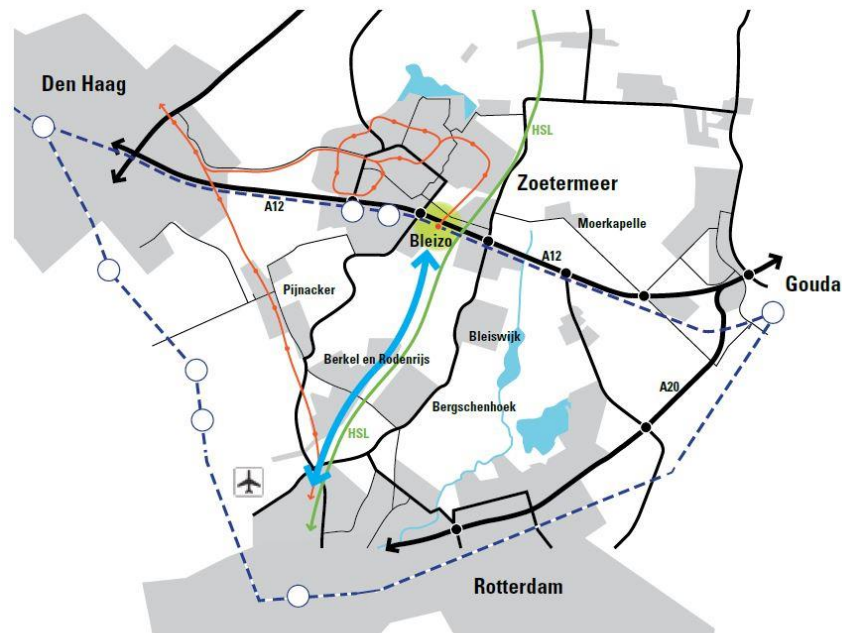 Den Haag
HSL
Zoetermeer
A12
Moerkapelle
Bleizo
A12
Gouda
Pijnacker
Bleiswijk
Berkel en Rodenrijs
A20
Bergschenhoek
HSL
Rotterdam